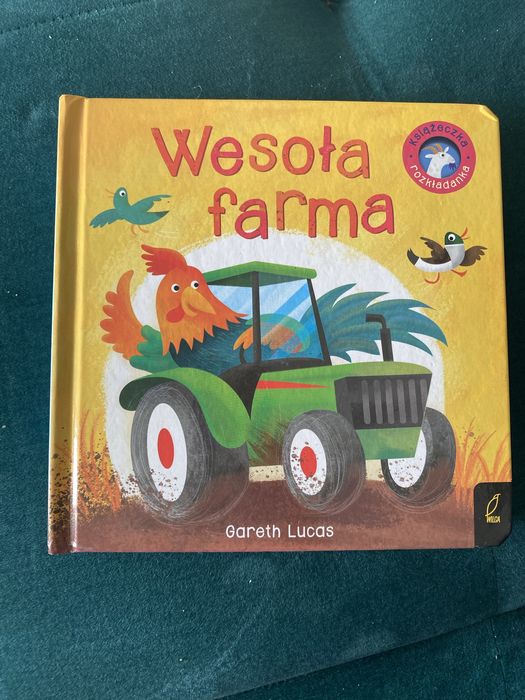 Wesoła
farma
Książeczka
rozkładanka
Gareth Lucas
WILGA